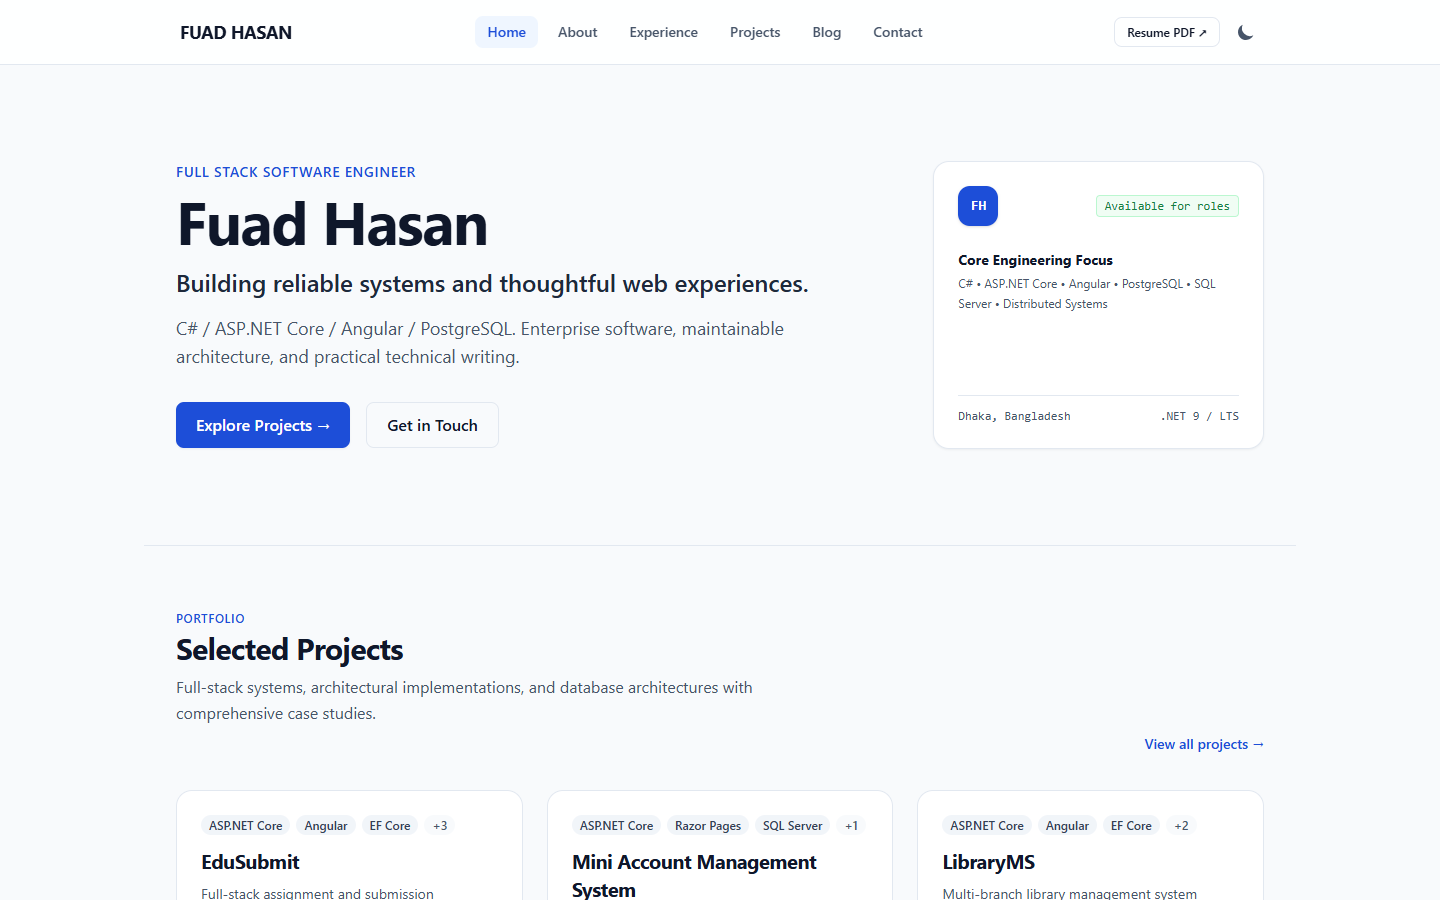 FUAD HASAN
Home
About
Experience
Projects
Blog
Contact
Resume PDF ↗
FULL STACK SOFTWARE ENGINEER
Fuad Hasan
Building reliable systems and thoughtful web experiences.
C# / ASP.NET Core / Angular / PostgreSQL. Enterprise software, maintainable
architecture, and practical technical writing.
Explore Projects →
Get in Touch
FH
Available for roles
Core Engineering Focus
C# • ASP.NET Core • Angular • PostgreSQL • SQL
Server • Distributed Systems
Dhaka, Bangladesh
.NET 9 / LTS
PORTFOLIO
Selected Projects
Full-stack systems, architectural implementations, and database architectures with
comprehensive case studies.
View all projects →
ASP.NET Core
Angular
EF Core
+3
EduSubmit
Full-stack assignment and submission
ASP.NET Core
Razor Pages
SQL Server
+1
Mini Account Management
System
ASP.NET Core
Angular
EF Core
+2
LibraryMS
Multi-branch library management system